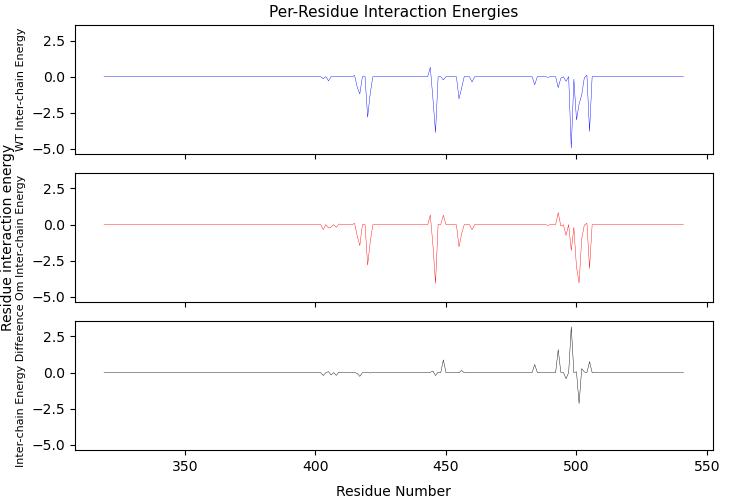 Per-Residue Interaction Energies
Residue interaction energy
WT Inter-chain Energy
2.5
0.0
−2.5
−5.0
Om Inter-chain Energy
2.5
0.0
−2.5
−5.0
Inter-chain Energy Difference
2.5
0.0
−2.5
−5.0
350
400
450
500
550
Residue Number